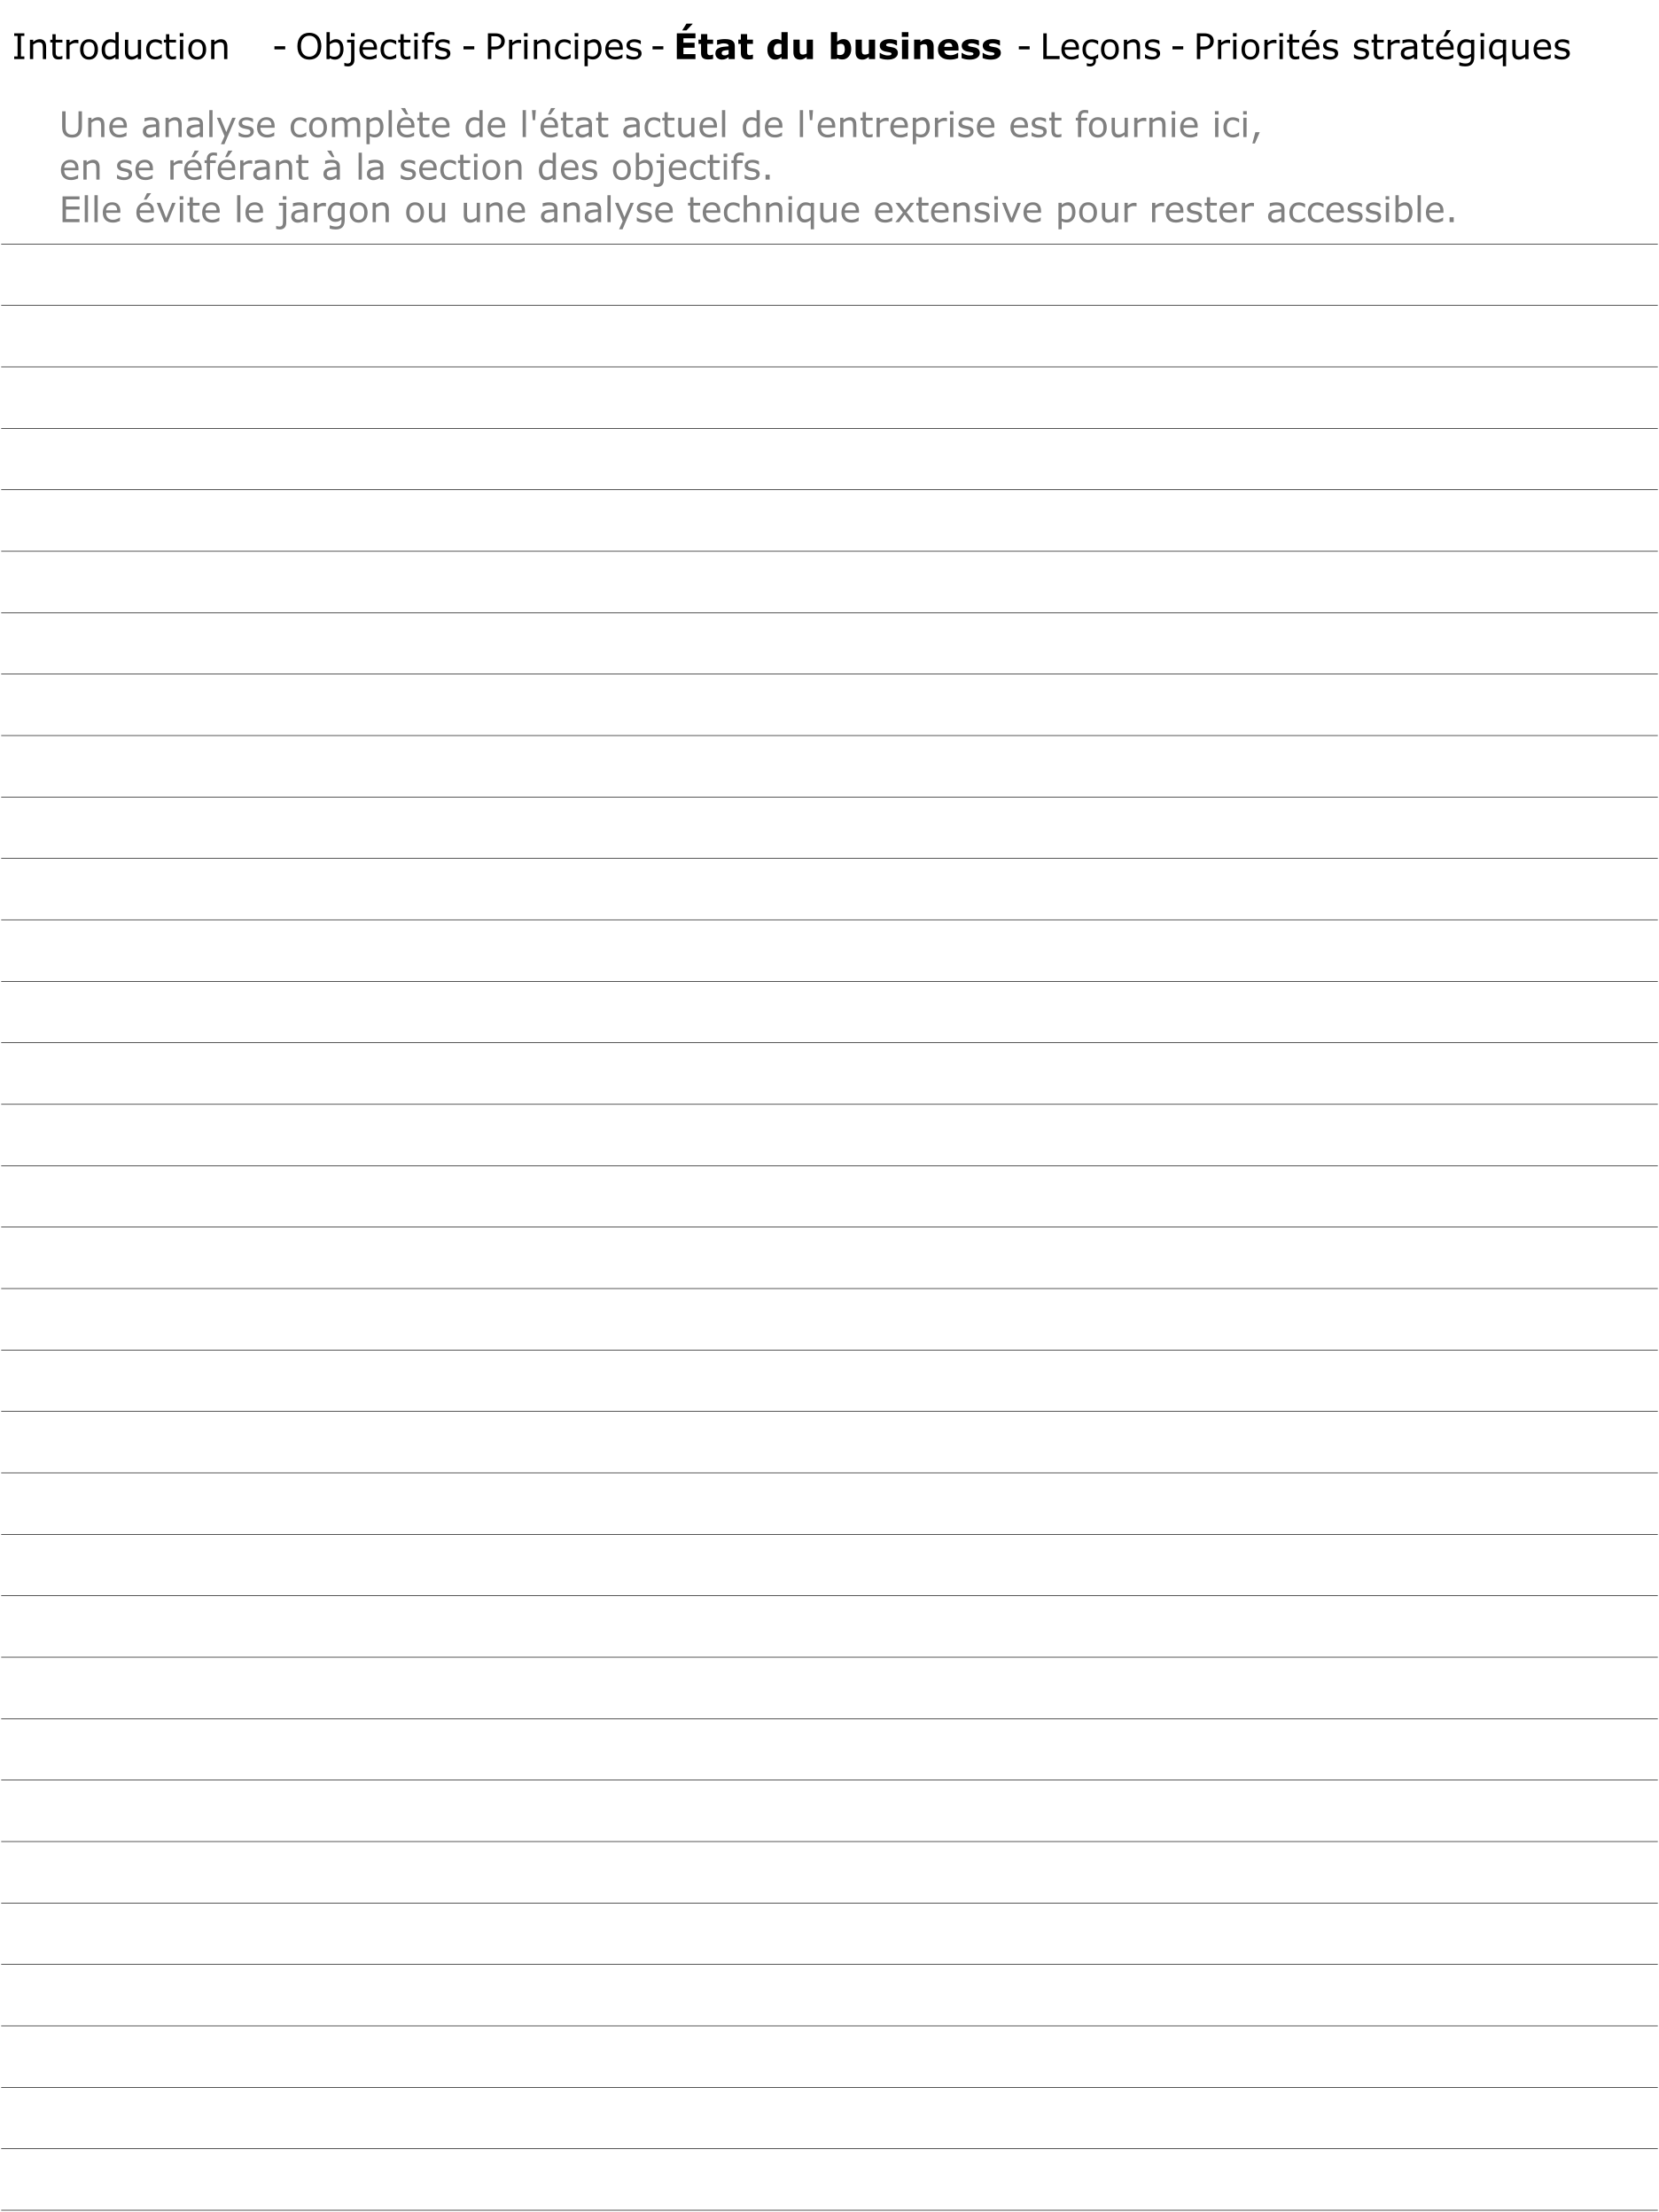 Introduction - Objectifs - Principes - État du business - Leçons - Priorités stratégiques
Une analyse complète de l'état actuel de l'entreprise est fournie ici,
en se référant à la section des objectifs.
Elle évite le jargon ou une analyse technique extensive pour rester accessible.